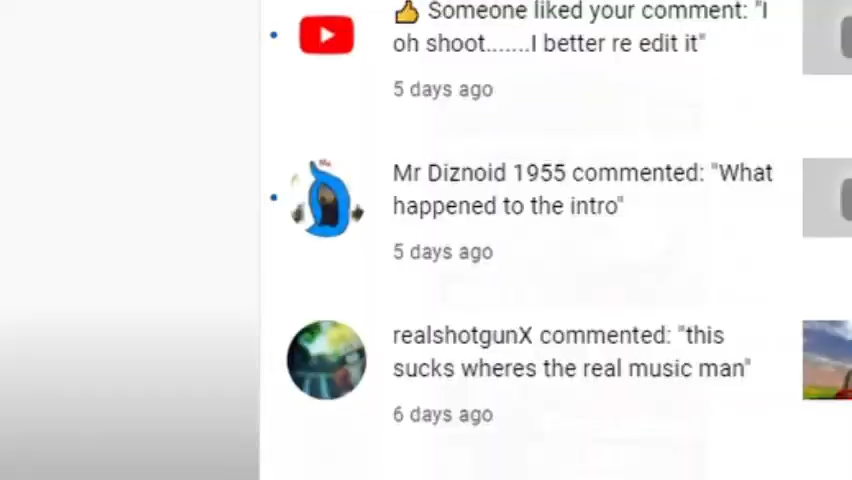 👍 Someone liked your comment: "I
oh shoot.......I better re edit it"
5 days ago
Mr Diznoid 1955 commented: "What
happened to the intro"
5 days ago
realshotgunX commented: "this
sucks wheres the real music man"
6 days ago